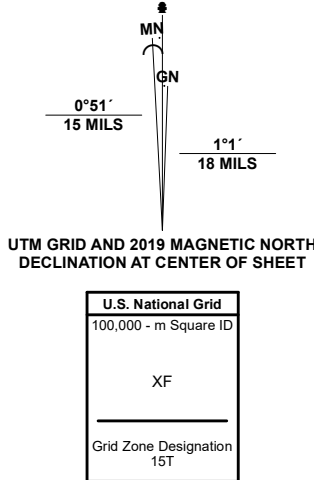 MN
GN
0°51´
15 MILS
1°1´
18 MILS
UTM GRID AND 2019 MAGNETIC NORTH
DECLINATION AT CENTER OF SHEET
U.S. National Grid
100,000 - m Square ID
XF
Grid Zone Designation
15T